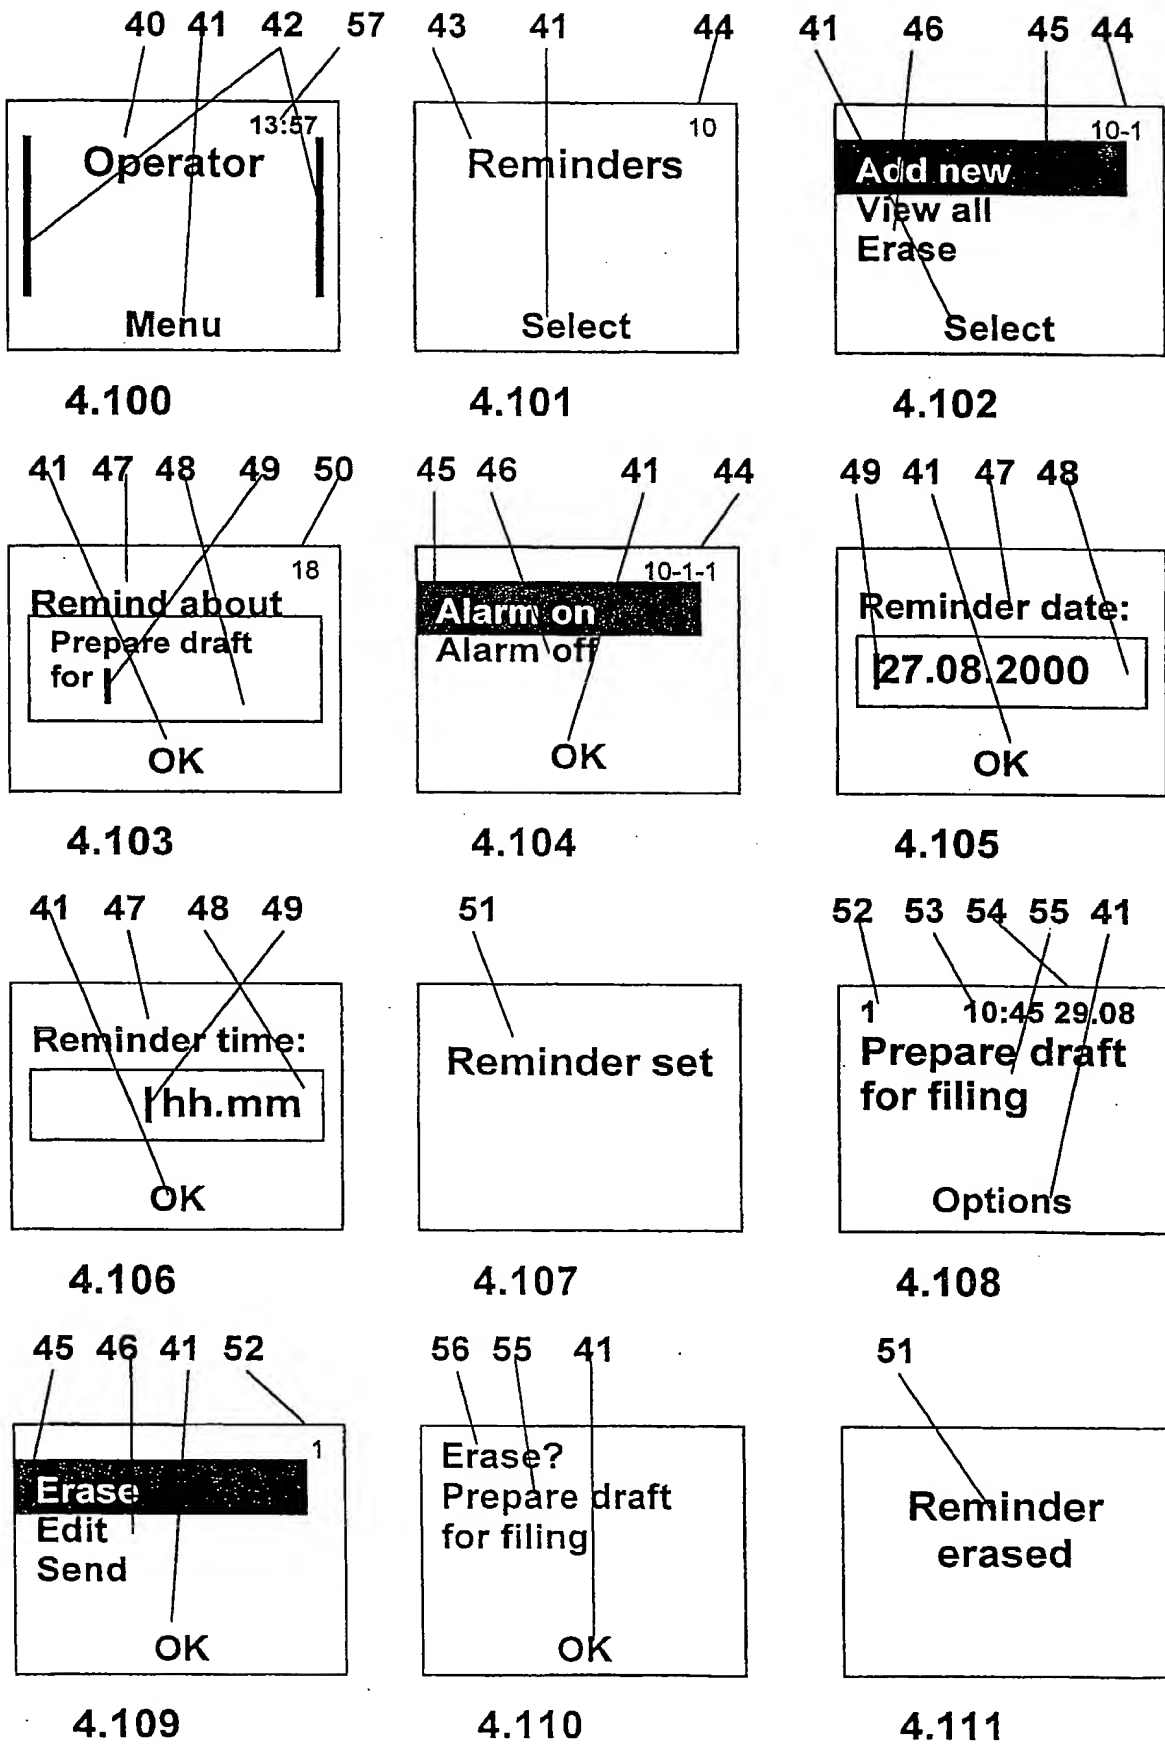 40 41 42 57 43 41 44 41 46 45 44
13:57
Operator
Menu
10
Reminders
Select
10-1
Add new
View all
Erase
Select
4.100 4.101 4.102
41 47 48 49 50 45 46 41 44 49 41 47 48
18
Remind about
Prepare draft
for
OK
10-1-1
Alarm on
Alarm off
OK
Reminder date:
27.08.2000
OK
4.103 4.104 4.105
41 47 48 49 51 52 53 54 55 41
Reminder time:
hh.mm
OK
Reminder set
1 10:45 29.08
Prepare draft
for filing
Options
4.106 4.107 4.108
45 46 41 52 56 55 41 51
1
Erase
Edit
Send
OK
Erase?
Prepare draft
for filing
OK
Reminder
erased
4.109 4.110 4.111